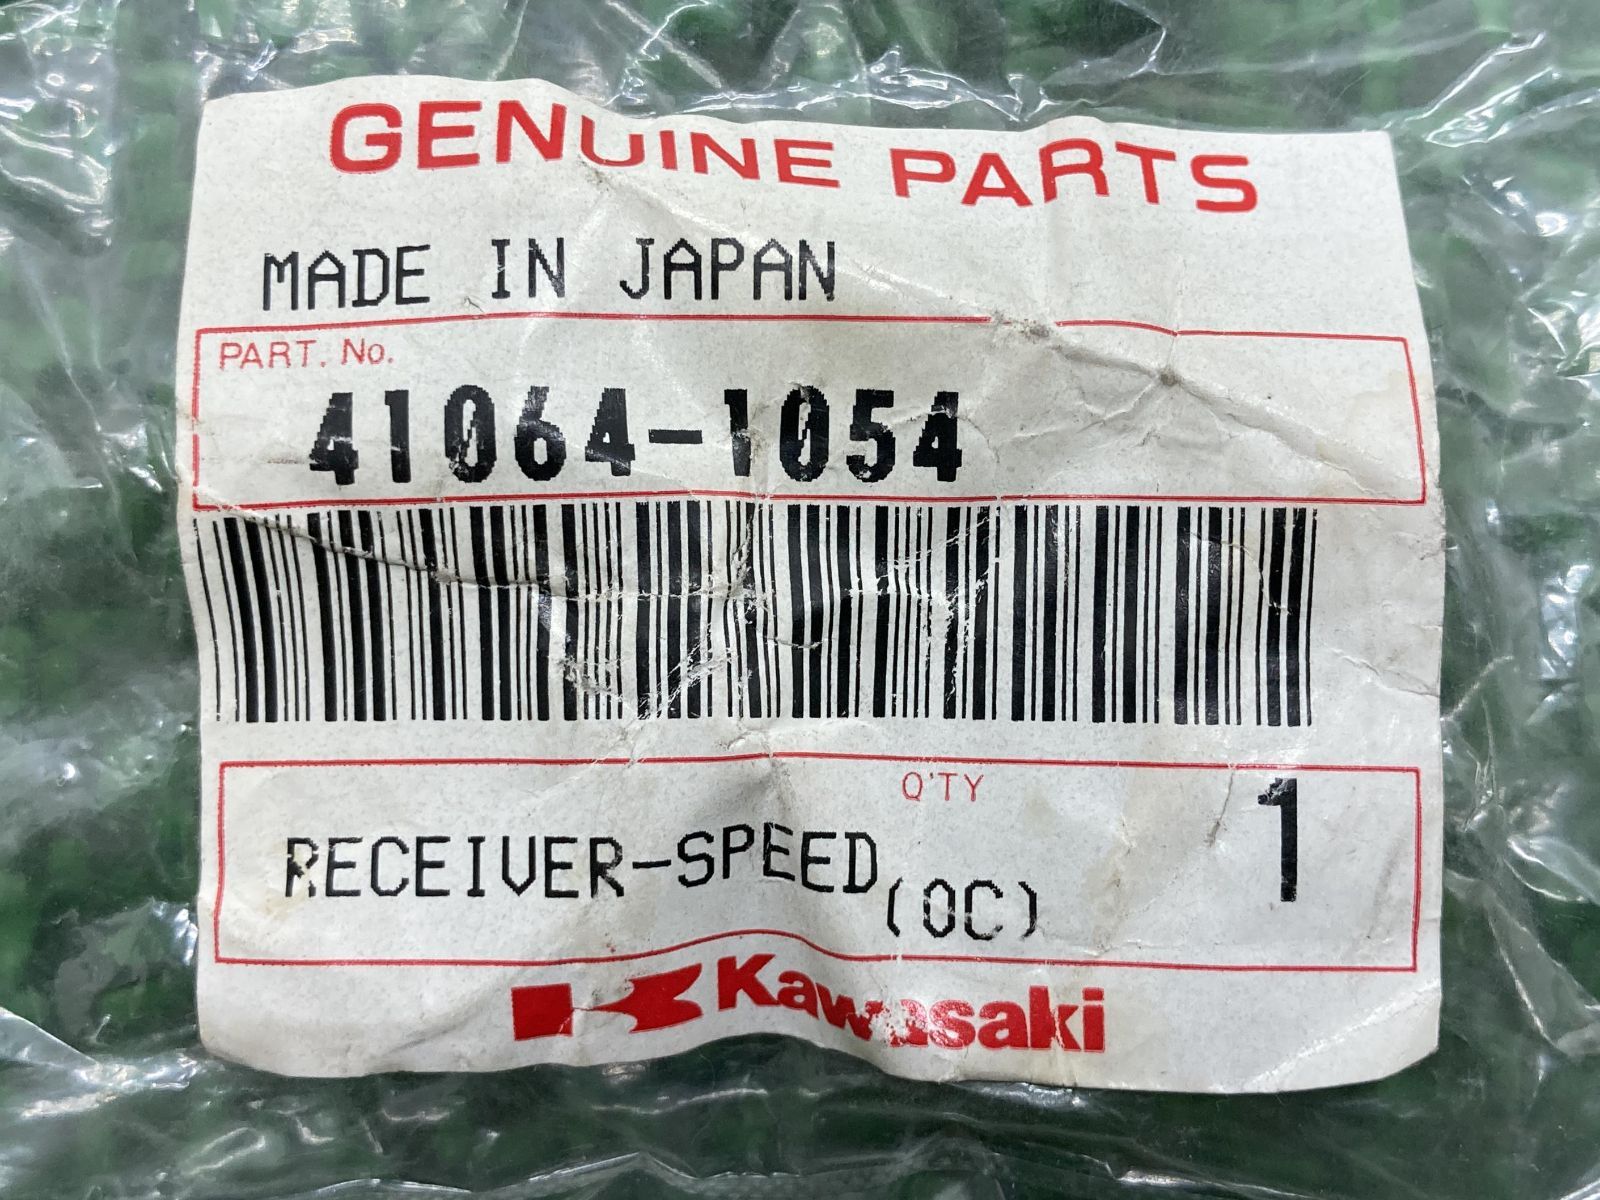 GENUINE PARTS
MADE IN JAPAN
PART. No.
41064-1054
Q'TY
1
RECEIVER-SPEED(OC)
Kawasaki